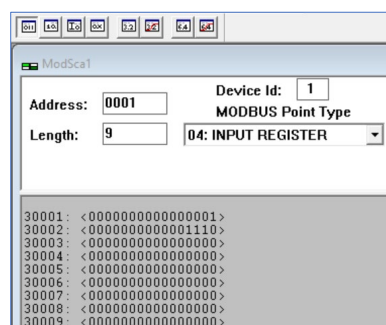 ModSca1
Device Id: 1
Address: 0001
MODBUS Point Type
Length: 9
04: INPUT REGISTER
30001: <0000000000000001>
30002: <0000000000001110>
30003: <0000000000000000>
30004: <0000000000000000>
30005: <0000000000000000>
30006: <0000000000000000>
30007: <0000000000000000>
30008: <0000000000000000>
30009: <0000000000000000>